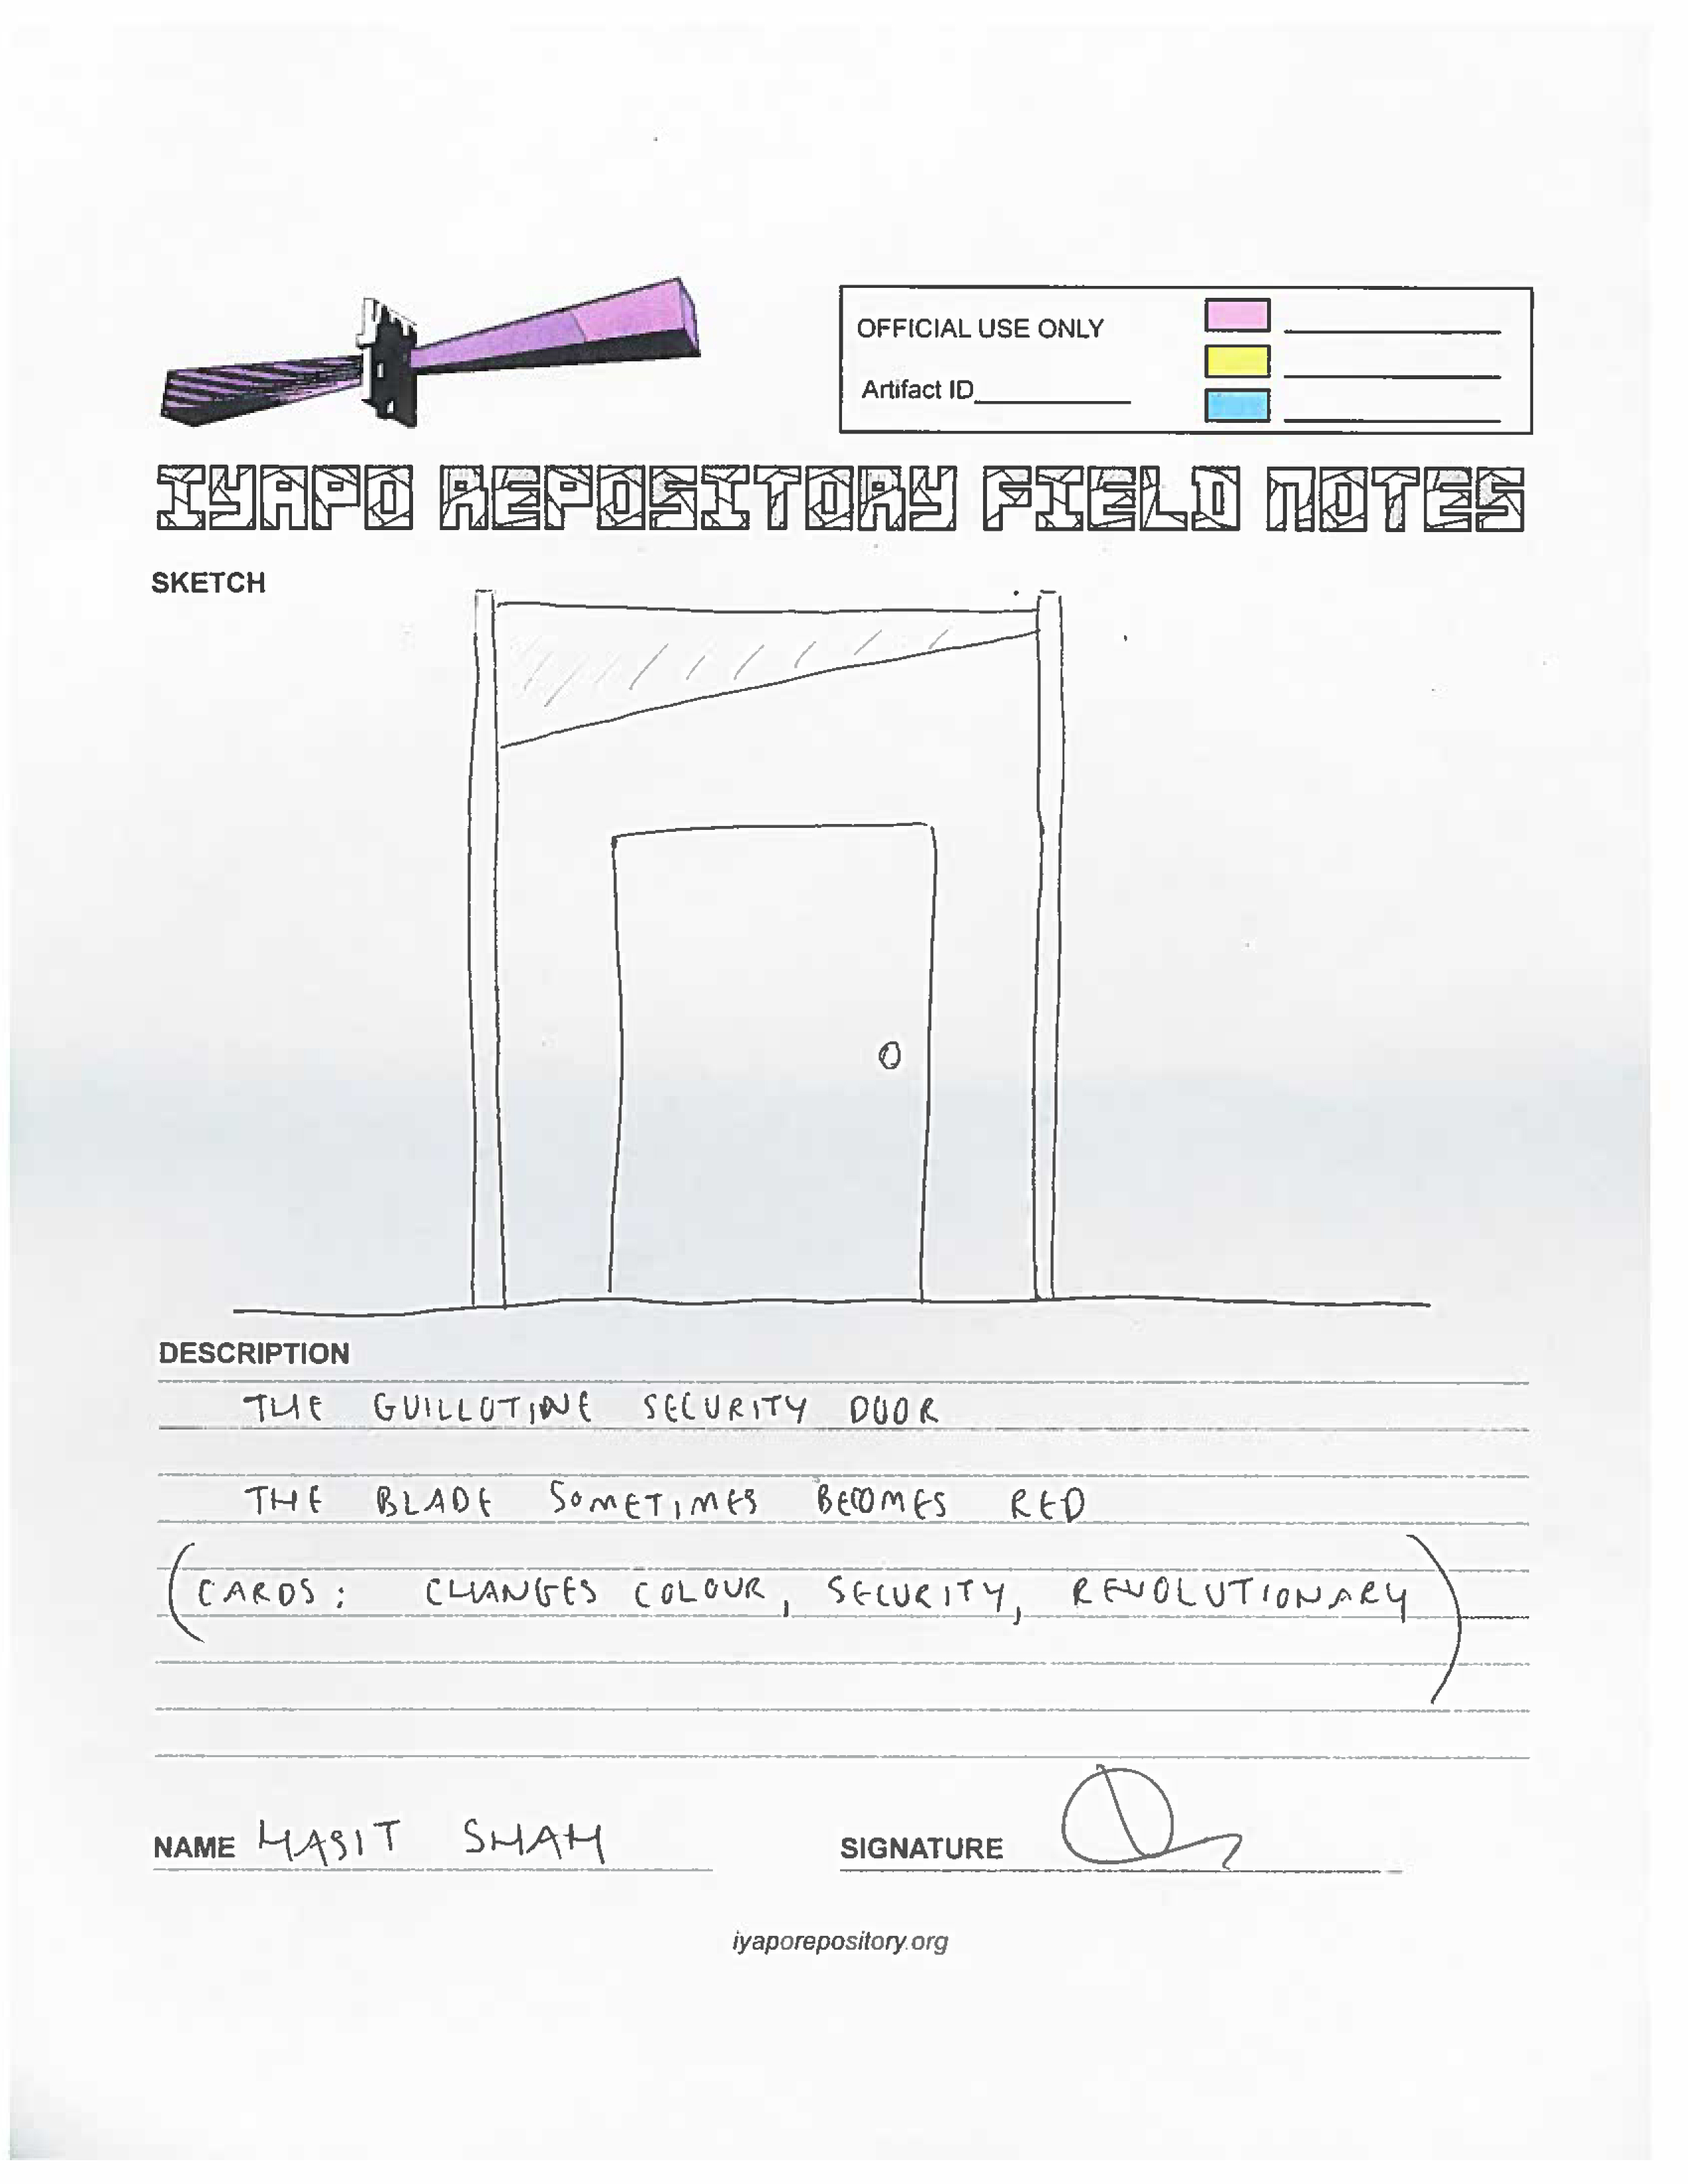 OFFICIAL USE ONLY
Artifact ID
IYAPO REPOSITORY FIELD NOTES
SKETCH
DESCRIPTION
THE GUILLOTINE SECURITY DOOR
THE BLADE SOMETIMES BECOMES RED
(CARDS: CHANGES COLOUR, SECURITY, REVOLUTIONARY)
NAME HASIT SHAH
SIGNATURE
iyaporepository.org